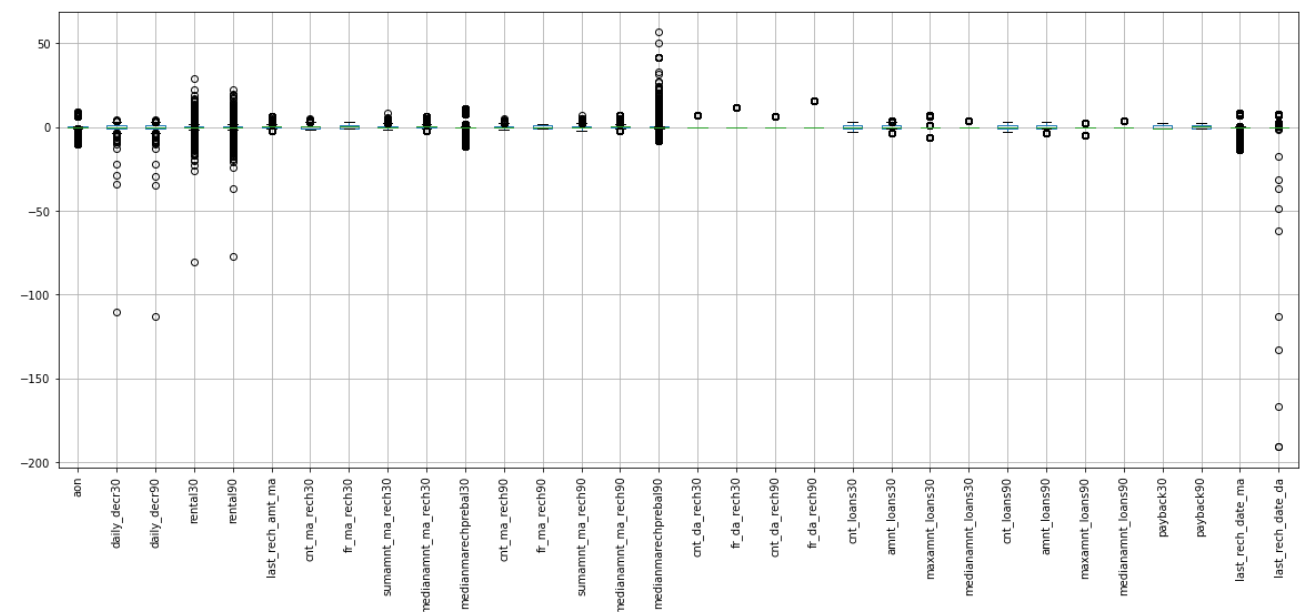 50
0
−50
−100
−150
−200
aon
daily_decr30
daily_decr90
rental30
rental90
last_rech_amt_ma
cnt_ma_rech30
fr_ma_rech30
sumamnt_ma_rech30
medianamnt_ma_rech30
medianmarechprebal30
cnt_ma_rech90
fr_ma_rech90
sumamnt_ma_rech90
medianamnt_ma_rech90
medianmarechprebal90
cnt_da_rech30
fr_da_rech30
cnt_da_rech90
fr_da_rech90
cnt_loans30
amnt_loans30
maxamnt_loans30
medianamnt_loans30
cnt_loans90
amnt_loans90
maxamnt_loans90
medianamnt_loans90
payback30
payback90
last_rech_date_ma
last_rech_date_da